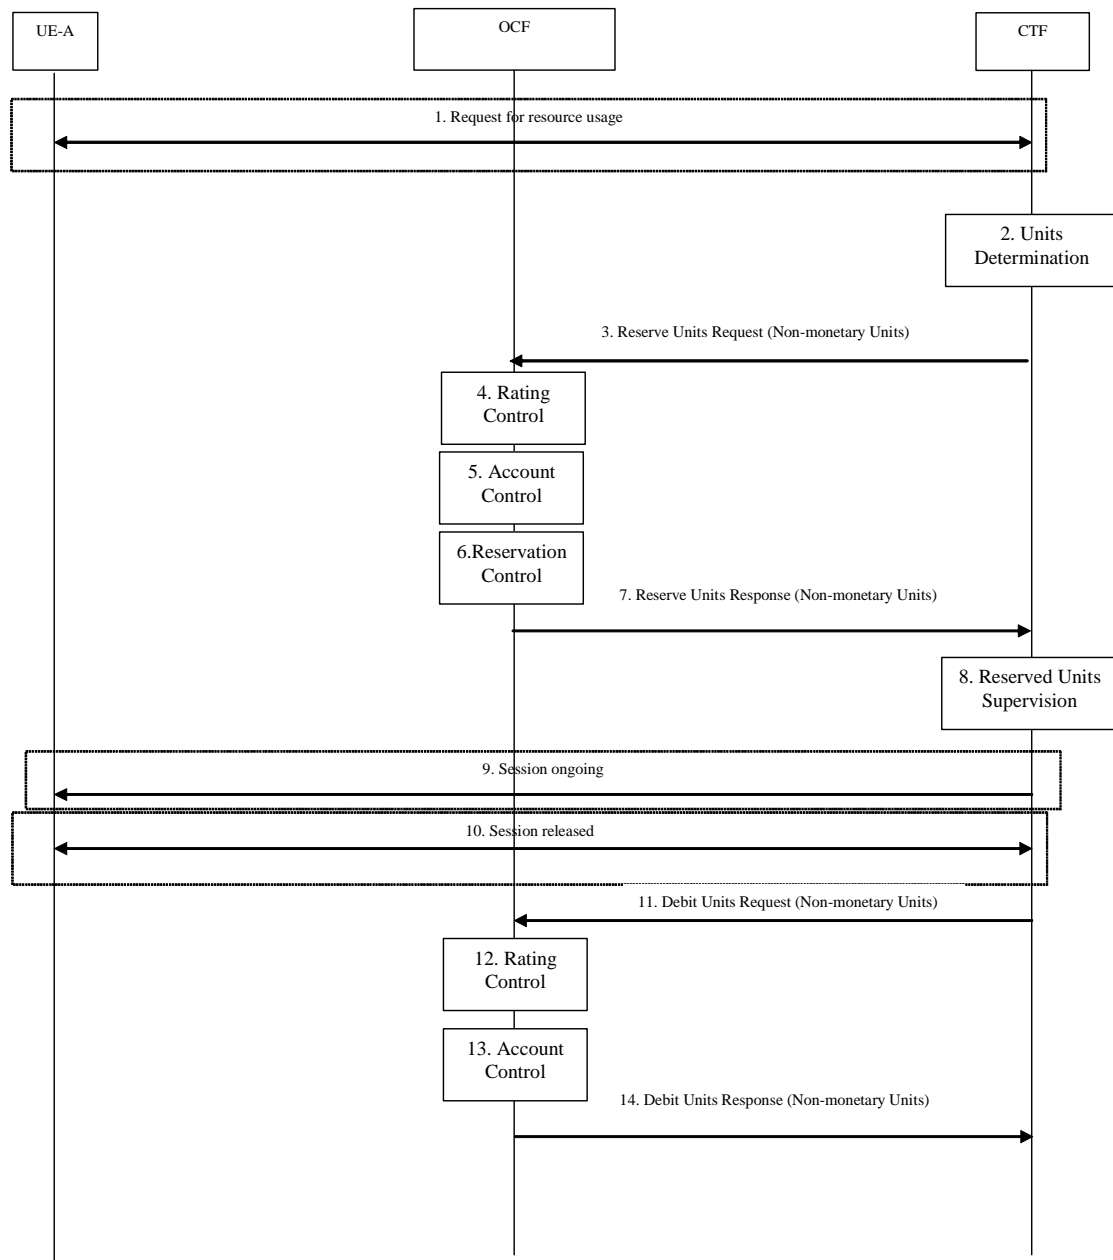 UE-A
OCF
CTF
1. Request for resource usage
2. Units
Determination
3. Reserve Units Request (Non-monetary Units)
4. Rating
Control
5. Account
Control
6.Reservation
Control
7. Reserve Units Response (Non-monetary Units)
8. Reserved Units
Supervision
9. Session ongoing
10. Session released
11. Debit Units Request (Non-monetary Units)
12. Rating
Control
13. Account
Control
14. Debit Units Response (Non-monetary Units)